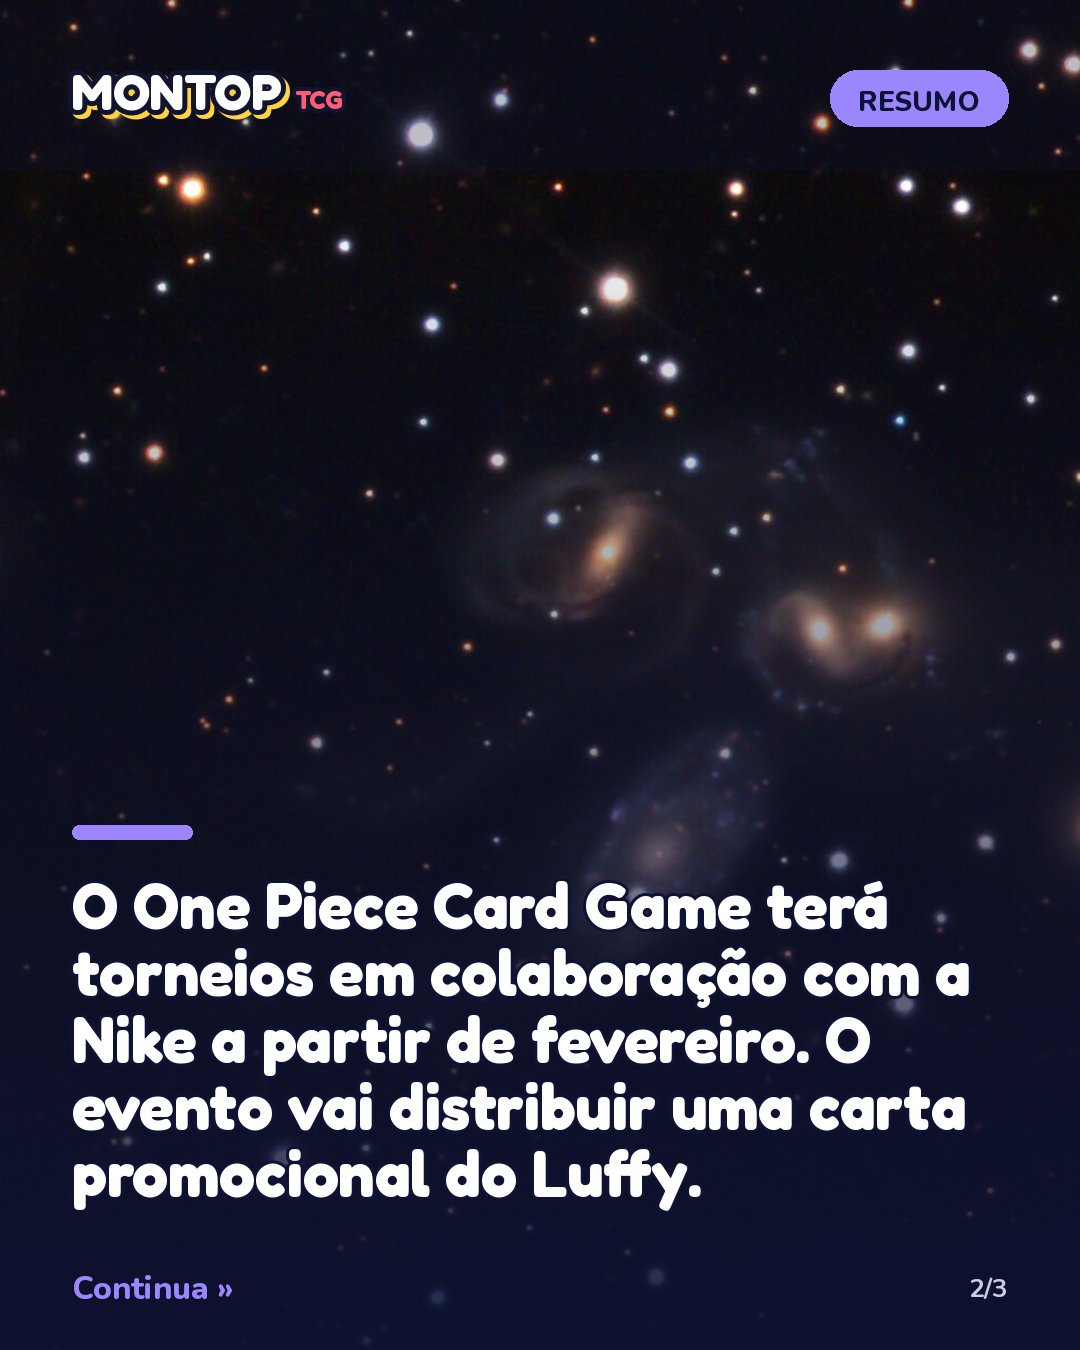 MONTOP TCG
RESUMO
O One Piece Card Game terá
torneios em colaboração com a
Nike a partir de fevereiro. O
evento vai distribuir uma carta
promocional do Luffy.
Continua »
2/3